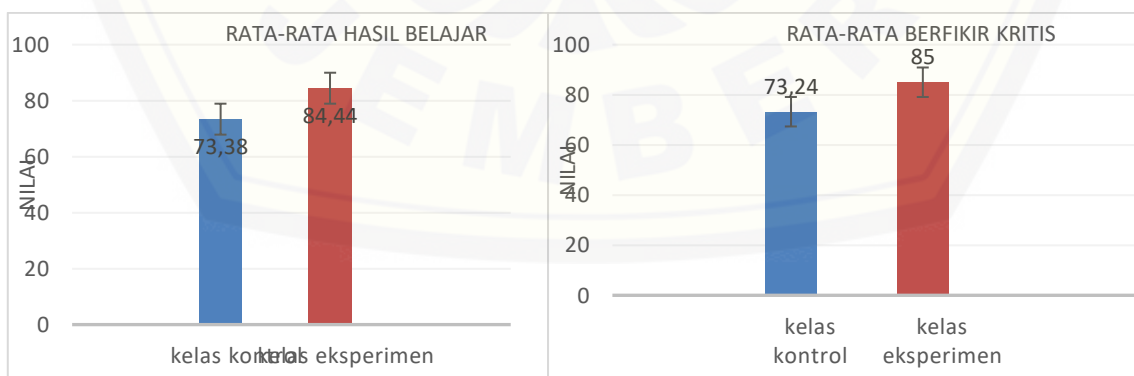 RATA-RATA HASIL BELAJAR
100
80
60
40
20
0
NILAI
73,38
84,44
kelas kontrol
kelas eksperimen
RATA-RATA BERFIKIR KRITIS
100
80
60
40
20
0
NILAI
73,24
85
kelas
kontrol
kelas
eksperimen
JEMBER